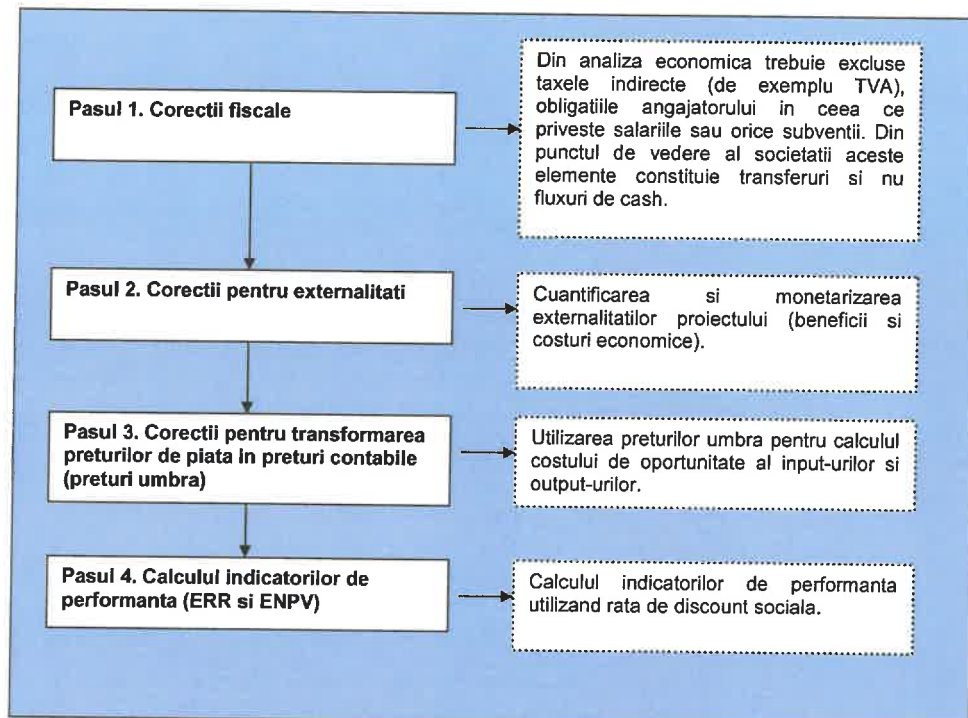 Pasul 1. Corectii fiscale
Din analiza economica trebuie excluse
taxele indirecte (de exemplu TVA),
obligatiile angajatorului in ceea ce
priveste salariile sau orice subventii. Din
punctul de vedere al societatii aceste
elemente constituie transferuri si nu
fluxuri de cash.
Pasul 2. Corectii pentru externalitati
Cuantificarea si monetarizarea
externalitatilor proiectului (beneficii si
costuri economice).
Pasul 3. Corectii pentru transformarea
preturilor de piata in preturi contabile
(preturi umbra)
Utilizarea preturilor umbra pentru calculul
costului de oportunitate al input-urilor si
output-urilor.
Pasul 4. Calculul indicatorilor de
performanta (ERR si ENPV)
Calculul indicatorilor de performanta
utilizand rata de discount sociala.